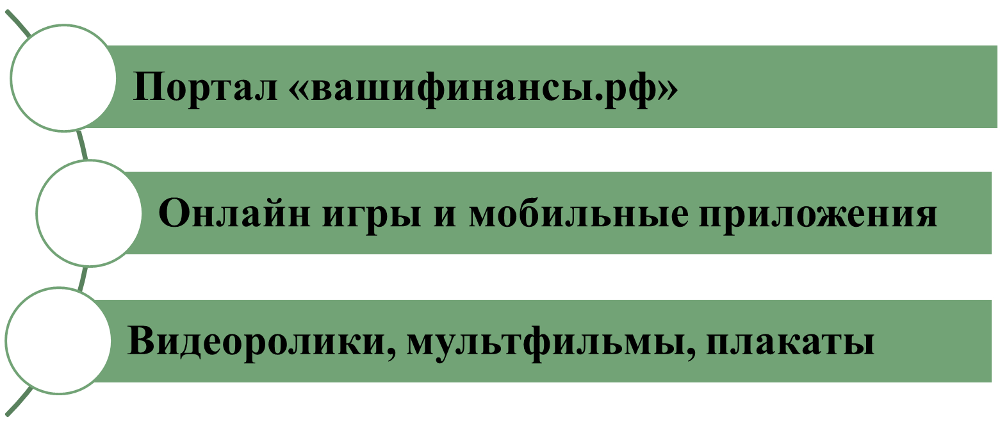 Портал «вашифинансы.рф»
Онлайн игры и мобильные приложения
Видеоролики, мультфильмы, плакаты